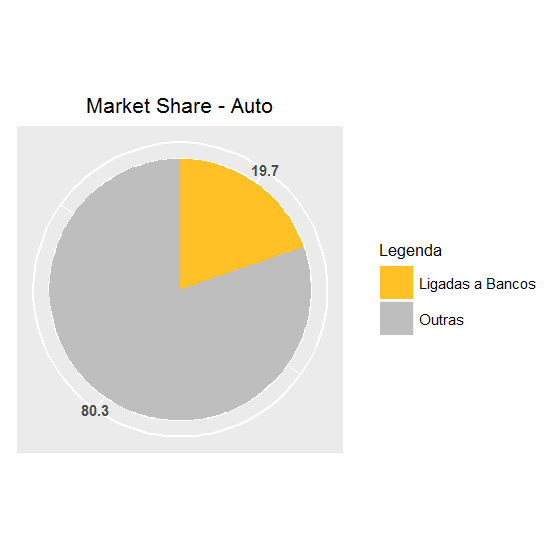 Market Share - Auto
19.7
80.3
Legenda
Ligadas a Bancos
Outras